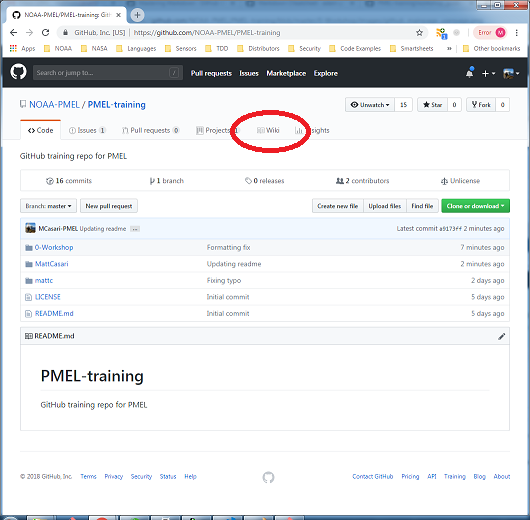 NOAA-PMEL/PMEL-training: Git
GitHub, Inc. [US] | https://github.com/NOAA-PMEL/PMEL-training Error M
Apps NOAA NASA Languages Sensors TDD Distributors Security Code Examples Smartsheets » Other bookmarks
Search or jump to... / Pull requests Issues Marketplace Explore
NOAA-PMEL / PMEL-training Unwatch 15 Star 0 Fork 0
Code Issues 1 Pull requests 0 Projects 1 Wiki Insights
GitHub training repo for PMEL
16 commits 1 branch 0 releases 2 contributors Unlicense
Branch: master New pull request Create new file Upload files Find file Clone or download
MCasari-PMEL Updating readme ... Latest commit a9173ff 2 minutes ago
0-Workshop Formatting fix 7 minutes ago
MattCasari Updating readme 2 minutes ago
mattc Fixing typo 2 days ago
LICENSE Initial commit 5 days ago
README.md Initial commit 5 days ago
README.md
PMEL-training
GitHub training repo for PMEL
© 2018 GitHub, Inc. Terms Privacy Security Status Help Contact GitHub Pricing API Training Blog About